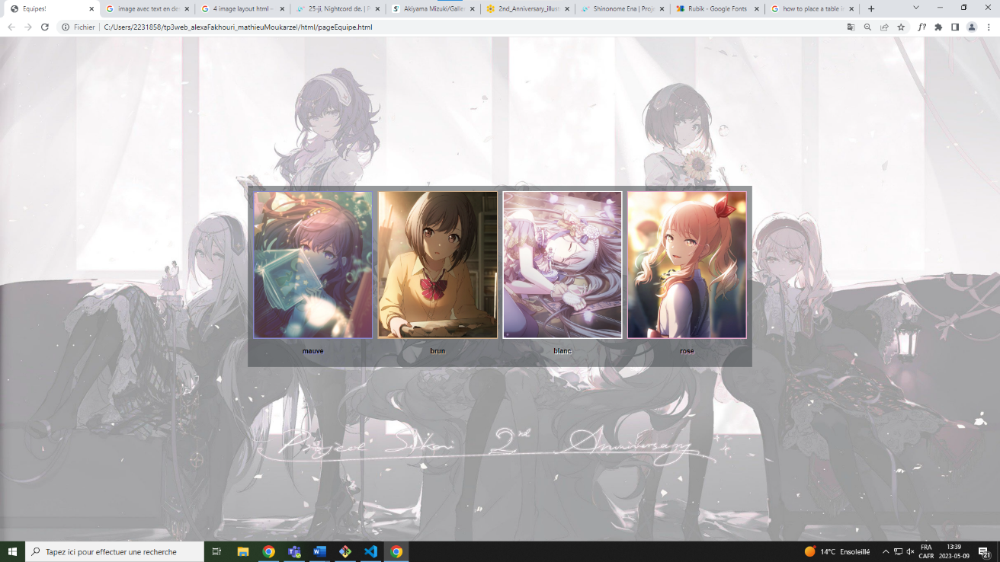 Equipes!
image avec text en de
4 image layout html -
25-ji, Nightcord de. | P
Akiyama Mizuki/Galler
2nd_Anniversary_illust
Shinonome Ena | Proje
Rubik - Google Fonts
how to place a table i
Fichier
C:/Users/2231858/tp3web_alexaFakhouri_mathieuMoukarzel/html/pageEquipe.html
f?
mauve
brun
blanc
rose
Project Sekai 2nd Anniversary
Tapez ici pour effectuer une recherche
14°C Ensoleillé
FRA
CAFR
13:39
2023-05-09
21